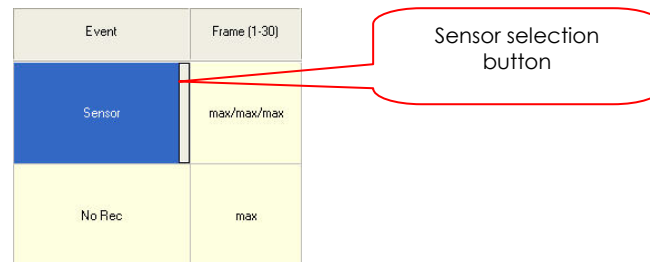 Event Frame (1-30)
Sensor selection
button
Sensor max/max/max
No Rec max